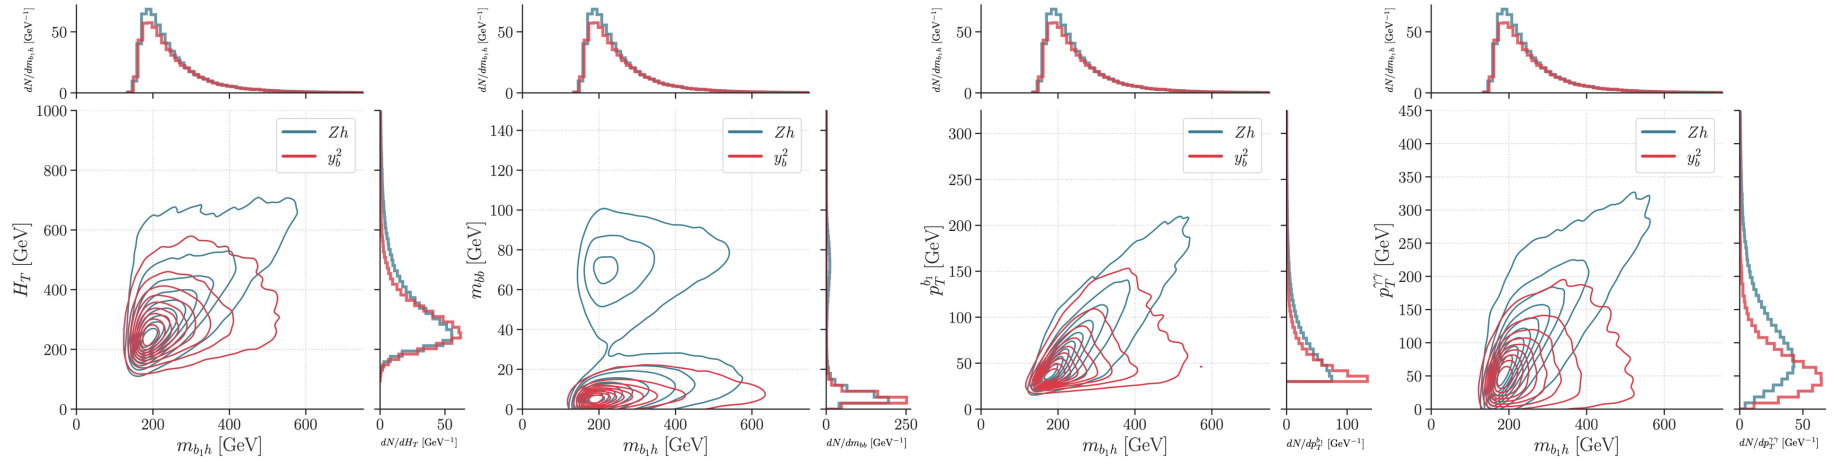 dN/dm_{b_1h} [GeV⁻¹]
50
0
1000
800
600
400
200
0
H_T [GeV]
Zh
y_b^2
0
200
400
600
m_{b_1h} [GeV]
0
50
dN/dH_T [GeV⁻¹]
dN/dm_{b_1h} [GeV⁻¹]
50
0
140
120
100
80
60
40
20
0
m_{bb} [GeV]
Zh
y_b^2
0
200
400
600
m_{b_1h} [GeV]
0
250
dN/dm_{bb} [GeV⁻¹]
dN/dm_{b_1h} [GeV⁻¹]
50
0
300
250
200
150
100
50
0
p_T^{b_1} [GeV]
Zh
y_b^2
0
200
400
600
m_{b_1h} [GeV]
0
100
dN/dp_T^{b_1} [GeV⁻¹]
dN/dm_{b_1h} [GeV⁻¹]
50
0
450
400
350
300
250
200
150
100
50
0
p_T^{γγ} [GeV]
Zh
y_b^2
0
200
400
600
m_{b_1h} [GeV]
0
50
dN/dp_T^{γγ} [GeV⁻¹]